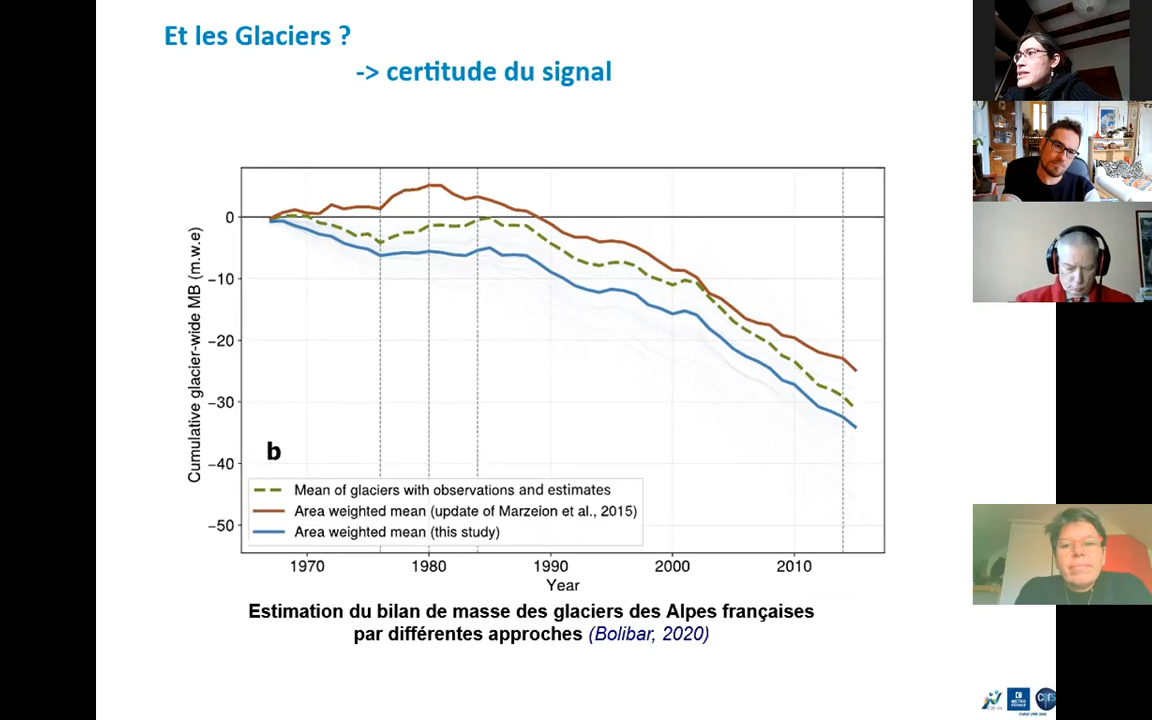 Et les Glaciers ?
-> certitude du signal
Cumulative glacier-wide MB (m.w.e)
0
−10
−20
−30
−40
−50
b
Mean of glaciers with observations and estimates
Area weighted mean (update of Marzeion et al., 2015)
Area weighted mean (this study)
1970 1980 1990 2000 2010
Year
Estimation du bilan de masse des glaciers des Alpes françaises
par différentes approches (Bolibar, 2020)
cnrs